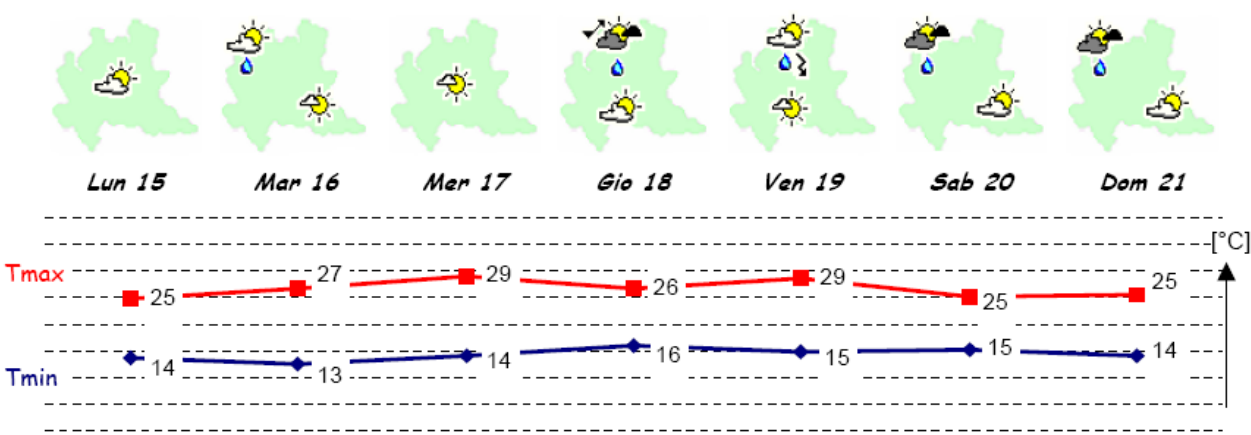 Lun 15 Mar 16 Mer 17 Gio 18 Ven 19 Sab 20 Dom 21
[°C]
Tmax 25 27 29 26 29 25 25
Tmin 14 13 14 16 15 15 14